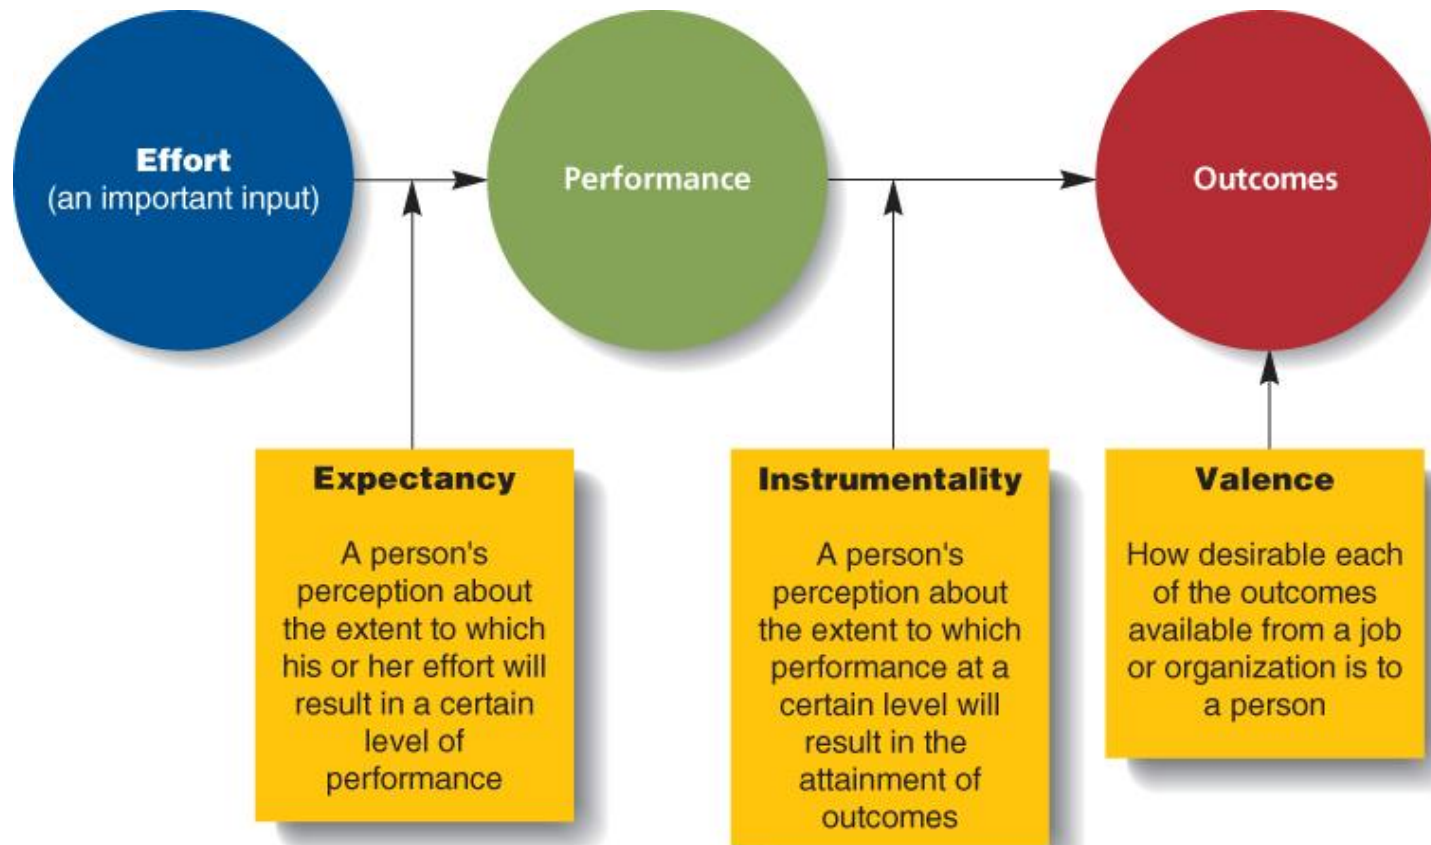 Effort
(an important input)
Performance
Outcomes
Expectancy
A person's
perception about
the extent to which
his or her effort will
result in a certain
level of
performance
Instrumentality
A person's
perception about
the extent to which
performance at a
certain level will
result in the
attainment of
outcomes
Valence
How desirable each
of the outcomes
available from a job
or organization is to
a person